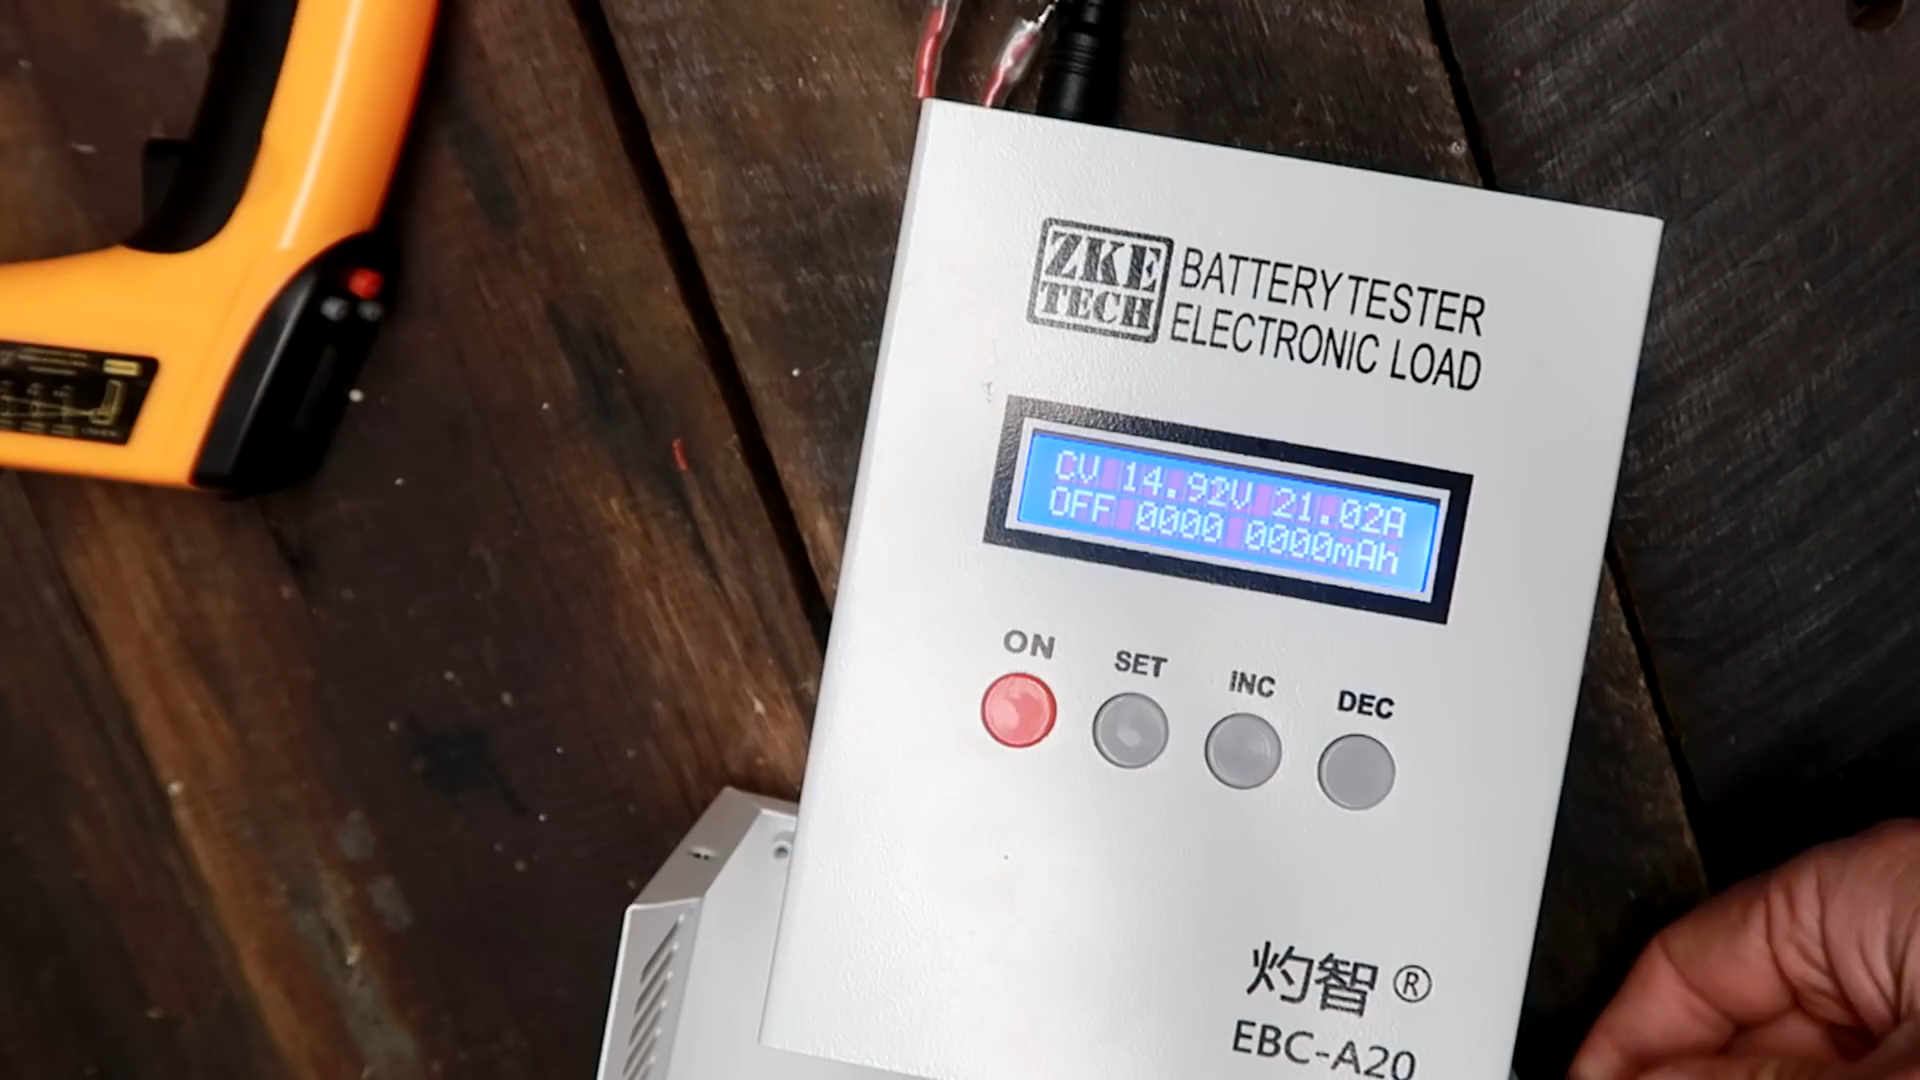 ZKE
TECH
BATTERY TESTER
ELECTRONIC LOAD
CV 14.92V 21.02A
OFF 0000 0000mAh
ON
SET
INC
DEC
灼智®
EBC-A20